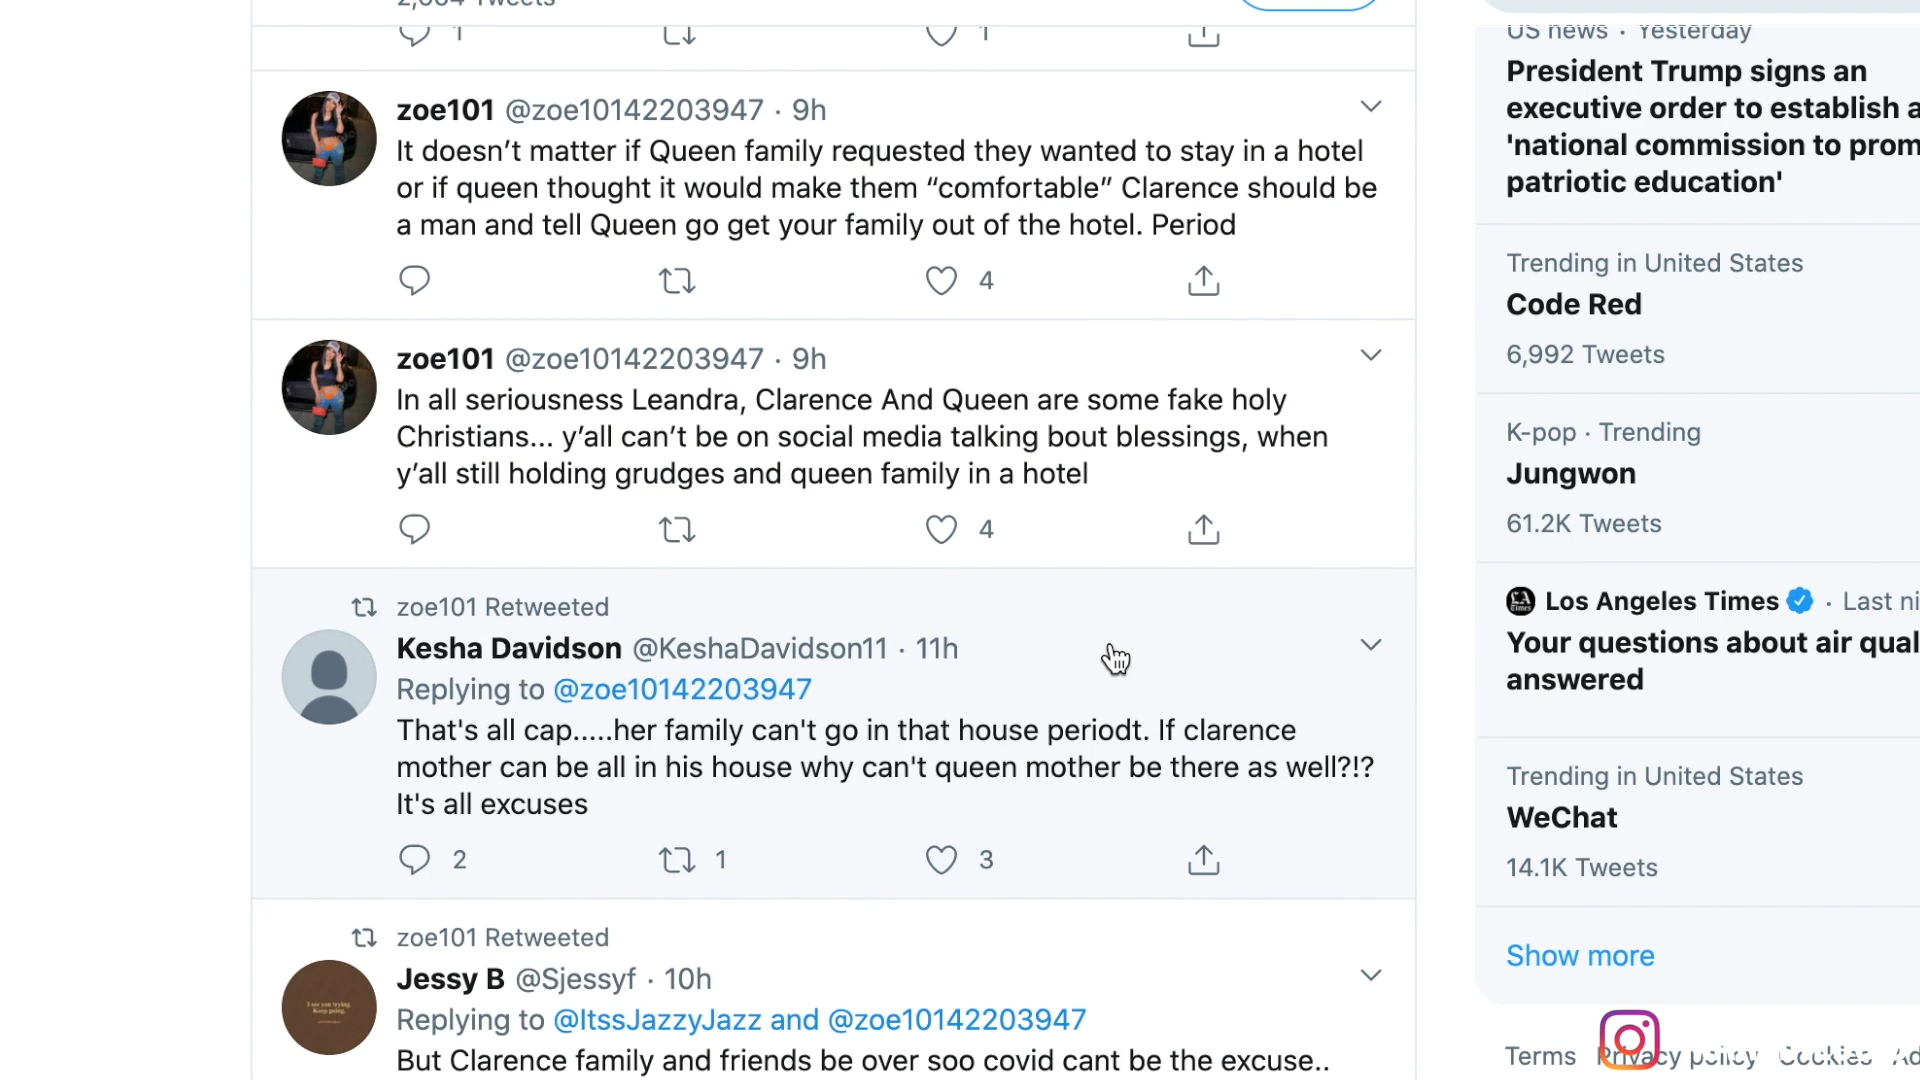 2,004 Tweets
1
1
zoe101 @zoe10142203947 · 9h
It doesn’t matter if Queen family requested they wanted to stay in a hotel
or if queen thought it would make them “comfortable” Clarence should be
a man and tell Queen go get your family out of the hotel. Period
4
zoe101 @zoe10142203947 · 9h
In all seriousness Leandra, Clarence And Queen are some fake holy
Christians... y’all can’t be on social media talking bout blessings, when
y’all still holding grudges and queen family in a hotel
4
zoe101 Retweeted
Kesha Davidson @KeshaDavidson11 · 11h
Replying to @zoe10142203947
That's all cap.....her family can't go in that house periodt. If clarence
mother can be all in his house why can't queen mother be there as well?!?
It's all excuses
2
1
3
zoe101 Retweeted
Jessy B @Sjessyf · 10h
I see you trying.
Keep going.
Replying to @ItssJazzyJazz and @zoe10142203947
But Clarence family and friends be over soo covid cant be the excuse..
US news · Yesterday
President Trump signs an
executive order to establish a
'national commission to prom
patriotic education'
Trending in United States
Code Red
6,992 Tweets
K-pop · Trending
Jungwon
61.2K Tweets
LA Times
Los Angeles Times · Last ni
Your questions about air qual
answered
Trending in United States
WeChat
14.1K Tweets
Show more
Terms Privacy policy Cookies Ad